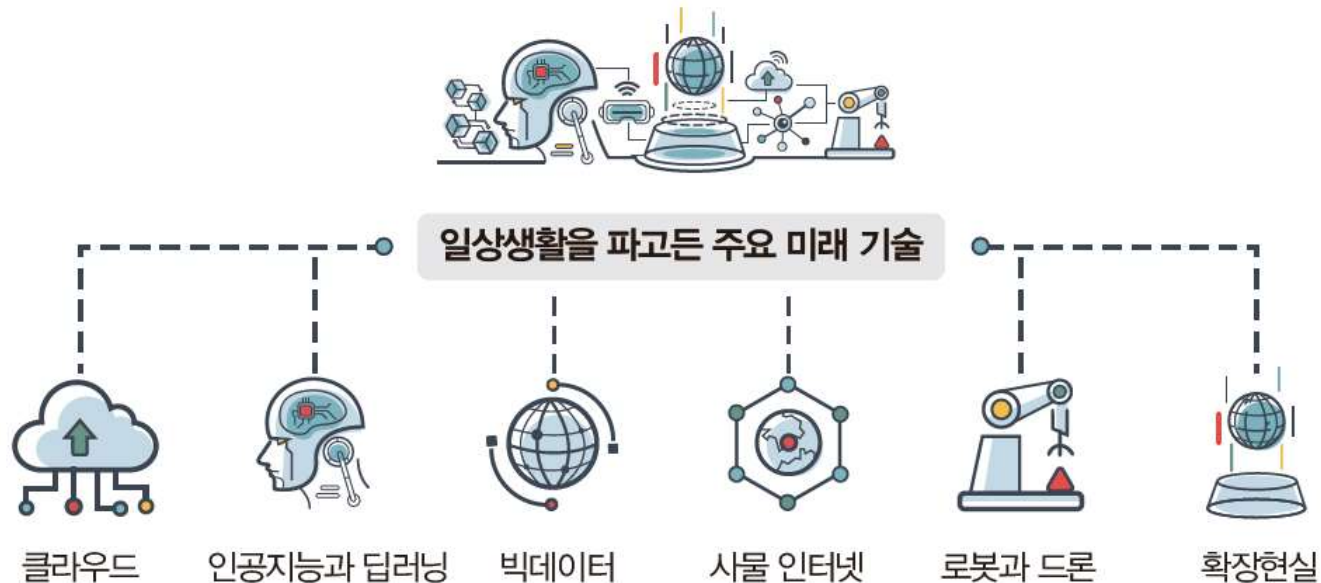 일상생활을 파고든 주요 미래 기술
클라우드
인공지능과 딥러닝
빅데이터
사물 인터넷
로봇과 드론
확장현실